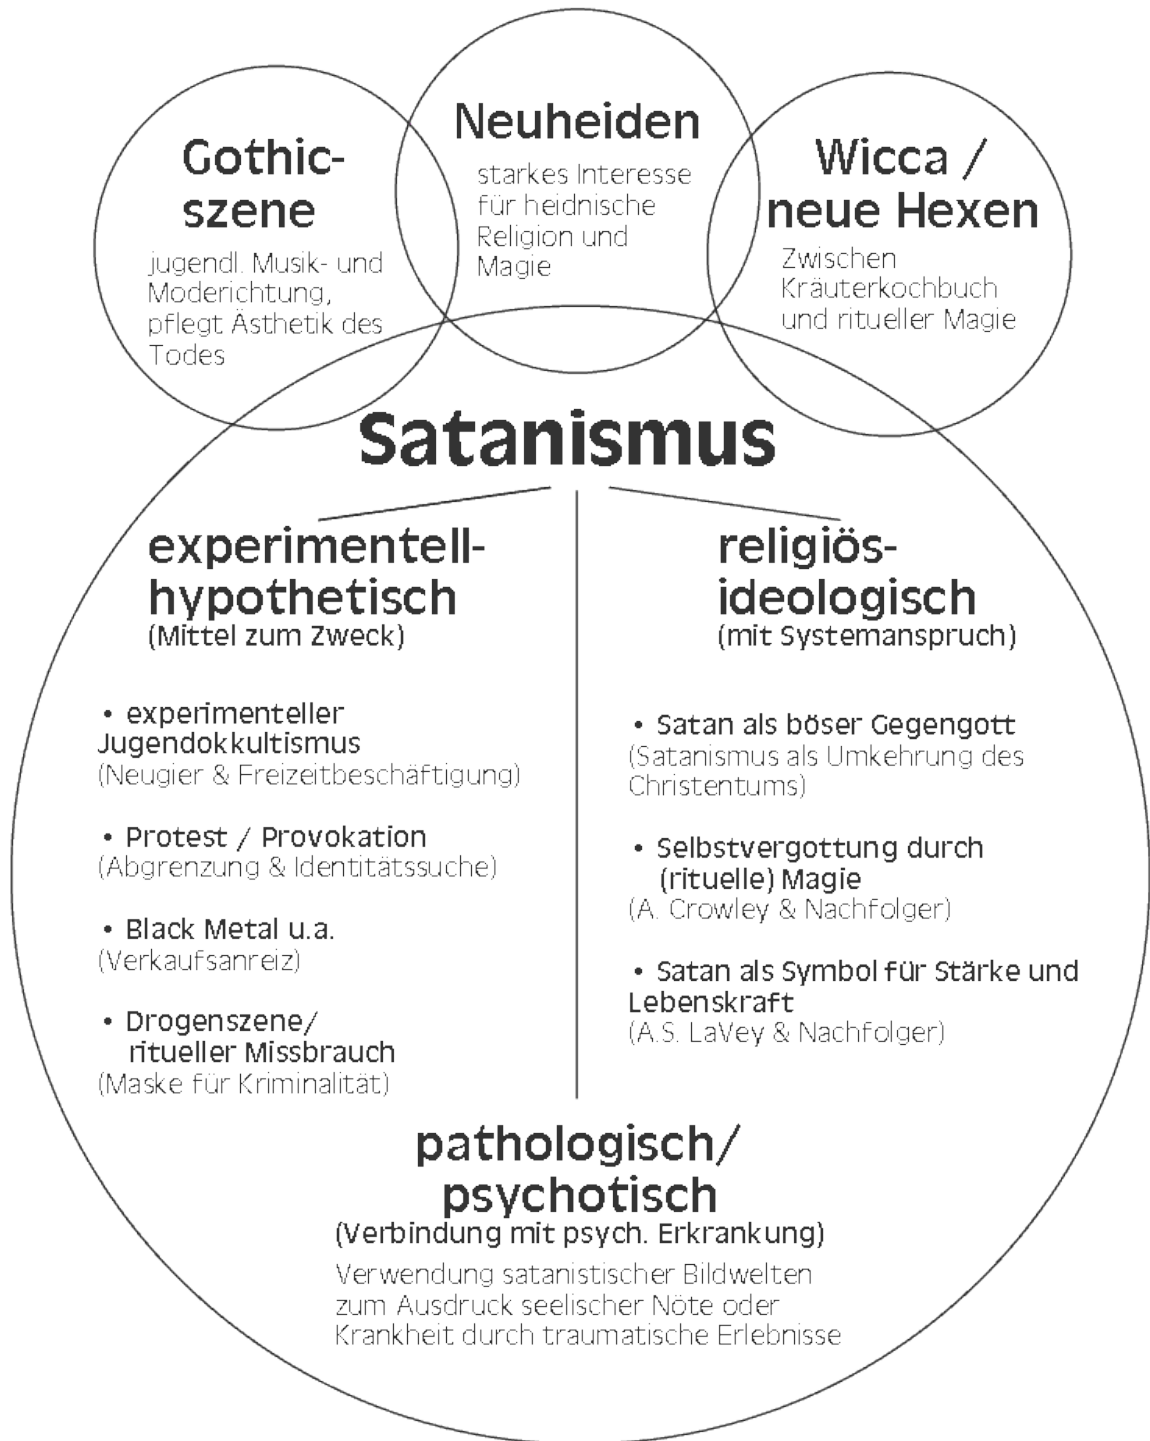 Gothic-
szene
jugendl. Musik- und
Moderichtung,
pflegt Ästhetik des
Todes
Neuheiden
starkes Interesse
für heidnische
Religion und
Magie
Wicca /
neue Hexen
Zwischen
Kräuterkochbuch
und ritueller Magie
Satanismus
experimentell-
hypothetisch
(Mittel zum Zweck)
• experimenteller
Jugendokkultismus
(Neugier & Freizeitbeschäftigung)
• Protest / Provokation
(Abgrenzung & Identitätssuche)
• Black Metal u.a.
(Verkaufsanreiz)
• Drogenszene/
ritueller Missbrauch
(Maske für Kriminalität)
religiös-
ideologisch
(mit Systemanspruch)
• Satan als böser Gegengott
(Satanismus als Umkehrung des
Christentums)
• Selbstvergottung durch
(rituelle) Magie
(A. Crowley & Nachfolger)
• Satan als Symbol für Stärke und
Lebenskraft
(A.S. LaVey & Nachfolger)
pathologisch/
psychotisch
(Verbindung mit psych. Erkrankung)
Verwendung satanistischer Bildwelten
zum Ausdruck seelischer Nöte oder
Krankheit durch traumatische Erlebnisse